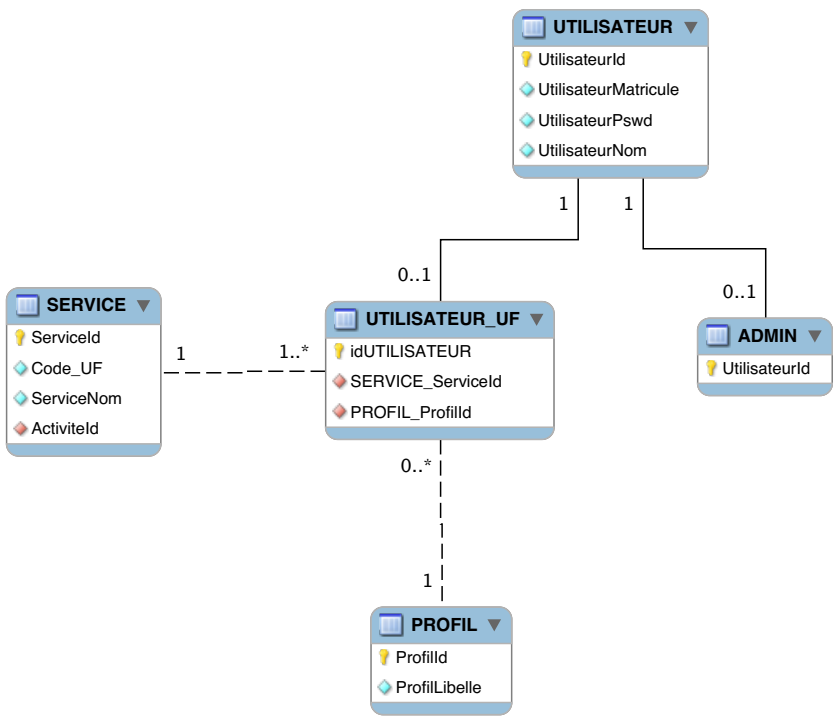 UTILISATEUR
UtilisateurId
UtilisateurMatricule
UtilisateurPswd
UtilisateurNom
1
1
0..1
0..1
SERVICE
ServiceId
Code_UF
ServiceNom
ActiviteId
1
1..*
UTILISATEUR_UF
idUTILISATEUR
SERVICE_ServiceId
PROFIL_ProfilId
ADMIN
UtilisateurId
0..*
1
PROFIL
ProfilId
ProfilLibelle